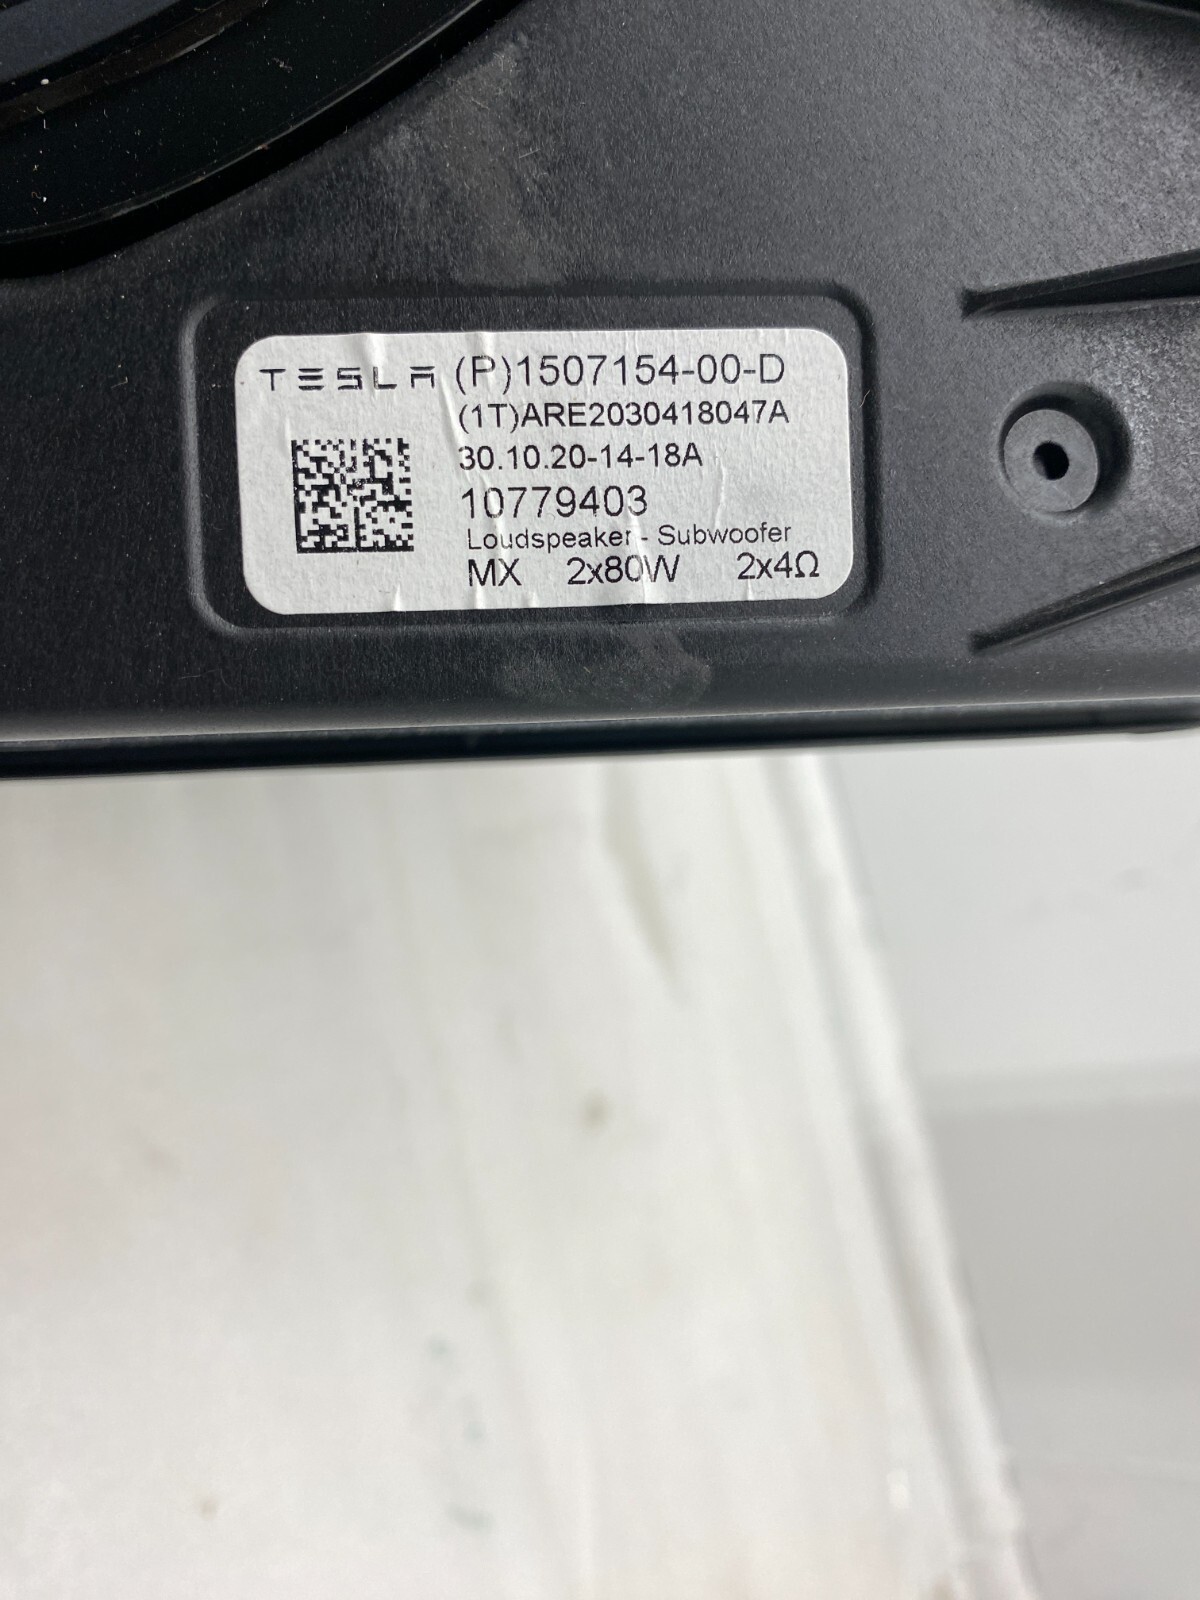 TESLA (P)1507154-00-D
(1T)ARE2030418047A
30.10.20-14-18A
10779403
Loudspeaker - Subwoofer
MX 2x80W 2x4Ω